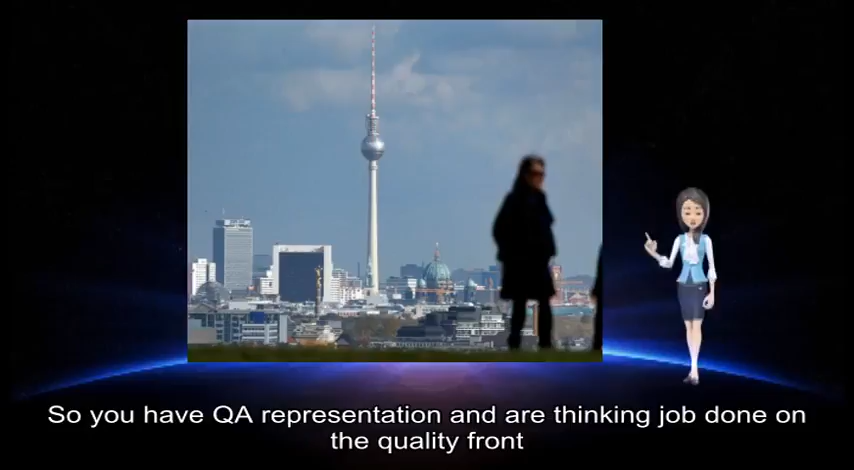 So you have QA representation and are thinking job done on
the quality front